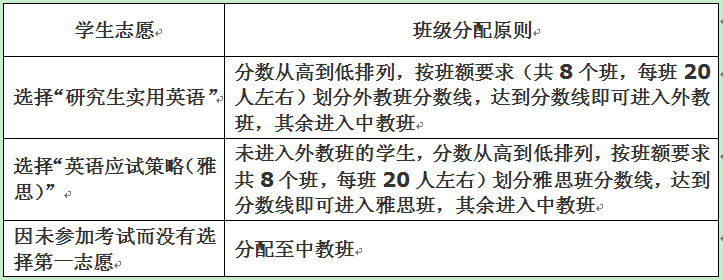 学生志愿
班级分配原则
选择“研究生实用英语”
分数从高到低排列，按班额要求（共 8 个班，每班 20
人左右）划分外教班分数线，达到分数线即可进入外教
班，其余进入中教班
选择“英语应试策略（雅
思）”
未进入外教班的学生，分数从高到低排列，按班额要求
共 8 个班，每班 20 人左右）划分雅思班分数线，达到
分数线即可进入雅思班，其余进入中教班
因未参加考试而没有选
择第一志愿
分配至中教班